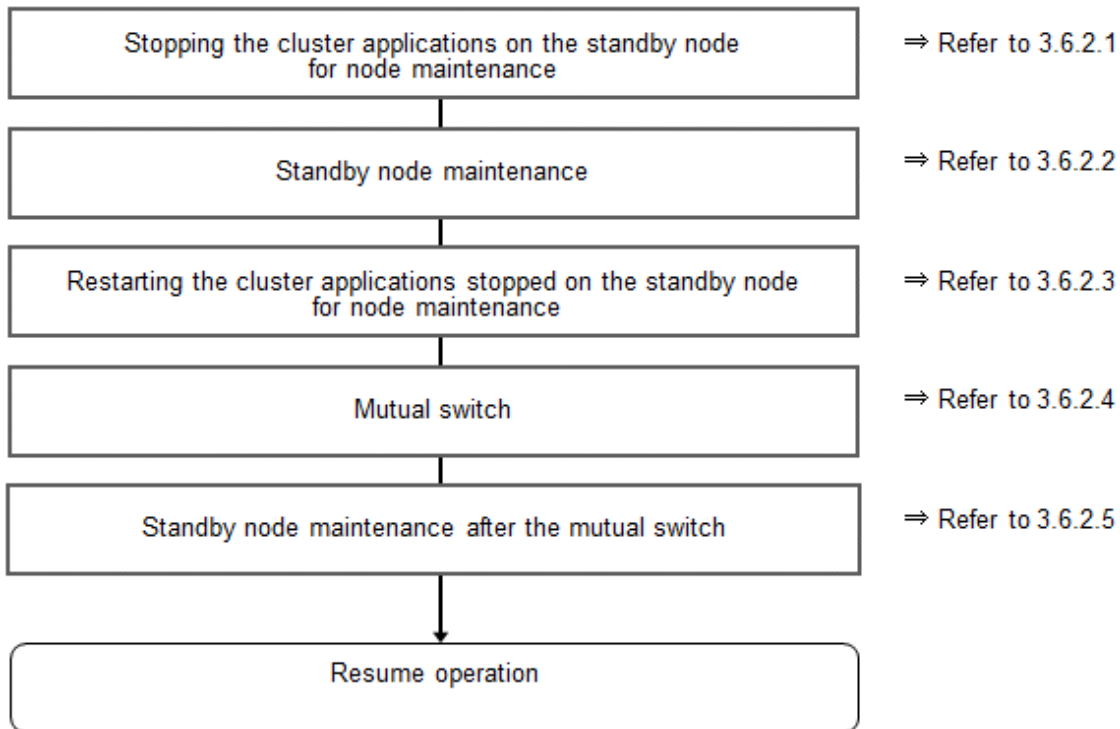 Stopping the cluster applications on the standby node
for node maintenance
⇒ Refer to 3.6.2.1
Standby node maintenance
⇒ Refer to 3.6.2.2
Restarting the cluster applications stopped on the standby node
for node maintenance
⇒ Refer to 3.6.2.3
Mutual switch
⇒ Refer to 3.6.2.4
Standby node maintenance after the mutual switch
⇒ Refer to 3.6.2.5
Resume operation